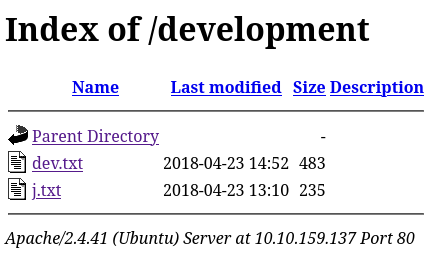 Index of /development
Name Last modified Size Description
Parent Directory -
dev.txt 2018-04-23 14:52 483
j.txt 2018-04-23 13:10 235
Apache/2.4.41 (Ubuntu) Server at 10.10.159.137 Port 80